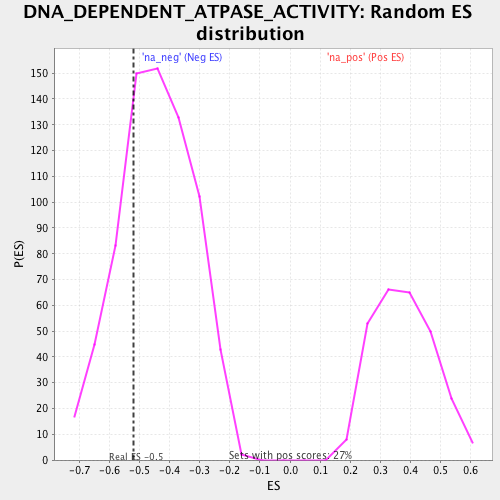 DNA_DEPENDENT_ATPASE_ACTIVITY: Random ES
distribution
'na_neg' (Neg ES)
'na_pos' (Pos ES)
150
140
130
120
110
100
90
80
70
60
50
40
30
20
10
0
P(ES)
Real ES -0.5
Sets with pos scores: 27%
-0.7 -0.6 -0.5 -0.4 -0.3 -0.2 -0.1 0.0 0.1 0.2 0.3 0.4 0.5 0.6
ES